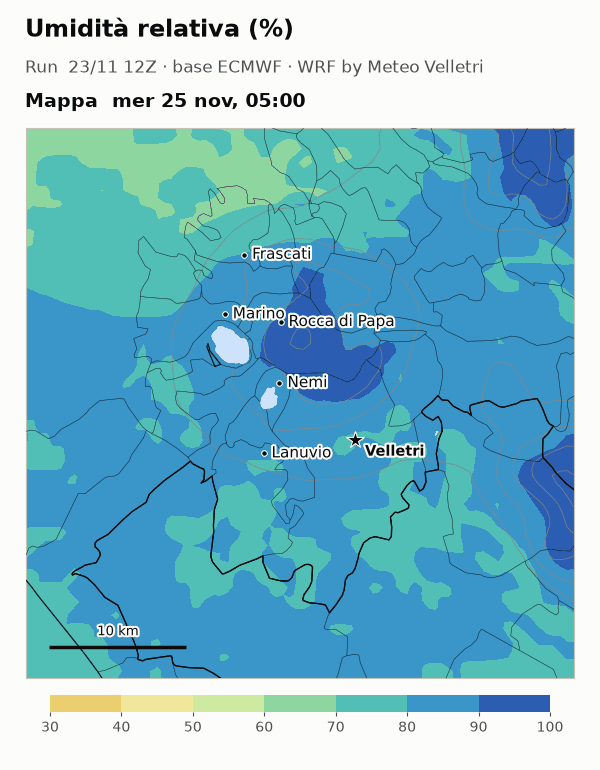 Umidità relativa (%)
Run 23/11 12Z · base ECMWF · WRF by Meteo Velletri
Mappa mer 25 nov, 05:00
Frascati
Marino
Rocca di Papa
Nemi
Velletri
Lanuvio
10 km
30 40 50 60 70 80 90 100